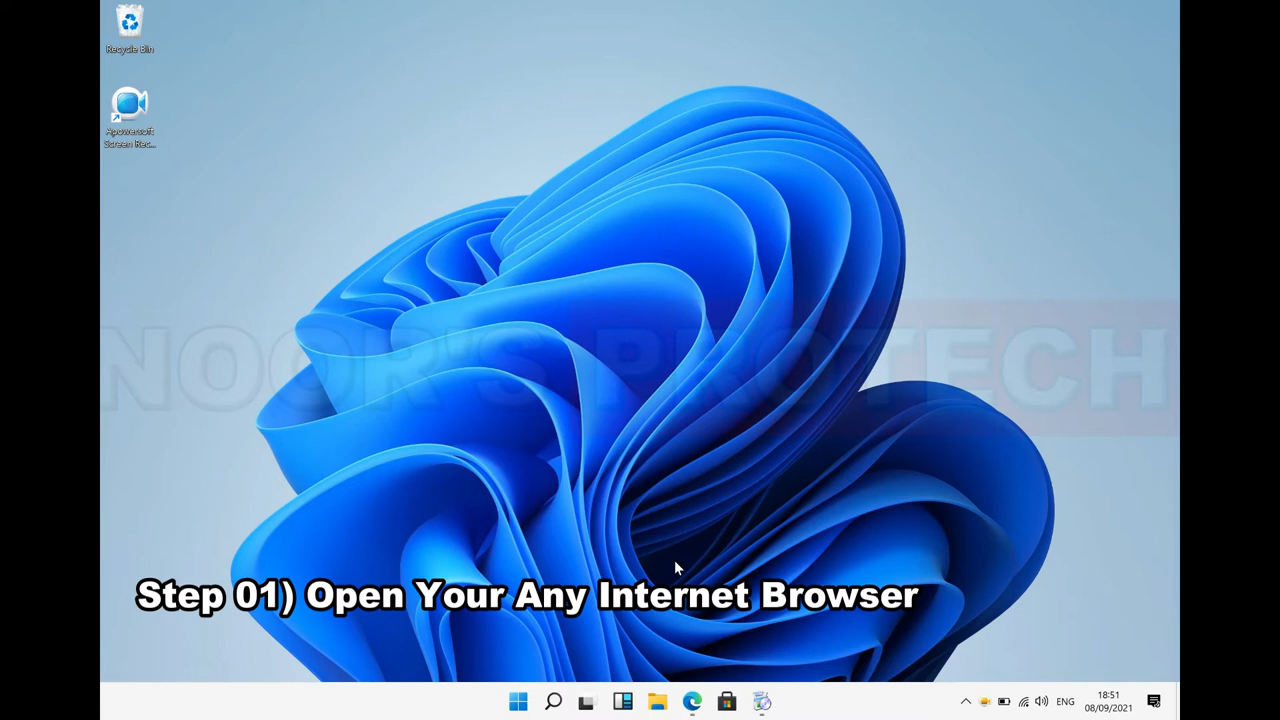 Recycle Bin
Apowersoft
Screen Rec...
NOOR'S PROTECH
Step 01) Open Your Any Internet Browser
ENG
18:51
08/09/2021